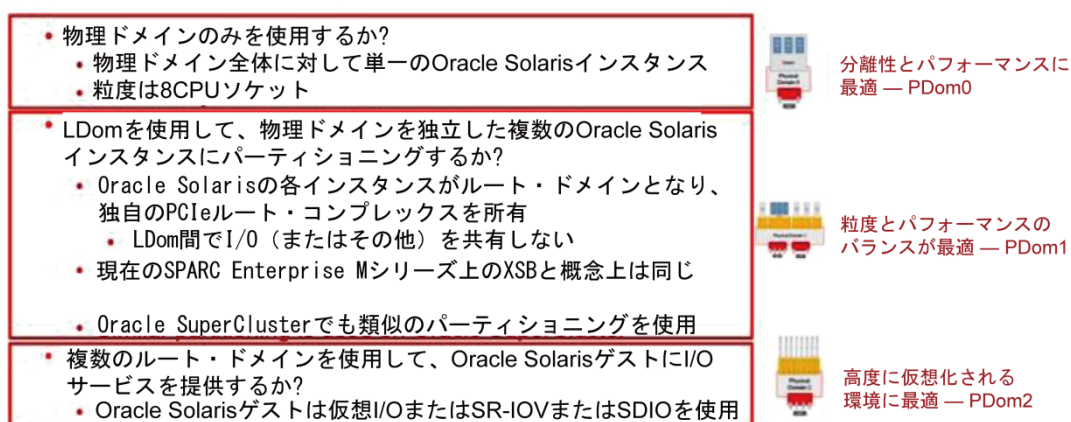 • 物理ドメインのみを使用するか?
• 物理ドメイン全体に対して単一のOracle Solarisインスタンス
• 粒度は8CPUソケット
分離性とパフォーマンスに
最適 — PDom0
• LDomを使用して、物理ドメインを独立した複数のOracle Solaris
インスタンスにパーティショニングするか?
• Oracle Solarisの各インスタンスがルート・ドメインとなり、
独自のPCIeルート・コンプレックスを所有
• LDom間でI/O（またはその他）を共有しない
• 現在のSPARC Enterprise Mシリーズ上のXSBと概念上は同じ
• Oracle SuperClusterでも類似のパーティショニングを使用
粒度とパフォーマンスの
バランスが最適 — PDom1
• 複数のルート・ドメインを使用して、Oracle SolarisゲストにI/O
サービスを提供するか?
• Oracle Solarisゲストは仮想I/OまたはSR-IOVまたはSDIOを使用
高度に仮想化される
環境に最適 — PDom2